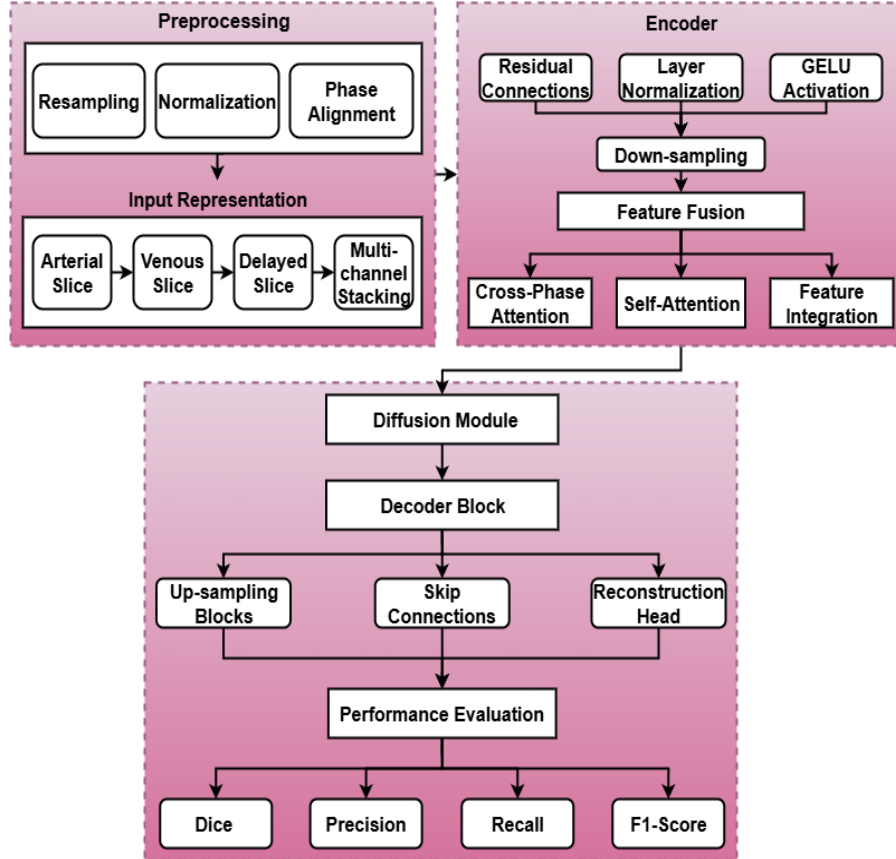 Preprocessing
Resampling
Normalization
Phase
Alignment
Input Representation
Arterial
Slice
Venous
Slice
Delayed
Slice
Multi-
channel
Stacking
Encoder
Residual
Connections
Layer
Normalization
GELU
Activation
Down-sampling
Feature Fusion
Cross-Phase
Attention
Self-Attention
Feature
Integration
Diffusion Module
Decoder Block
Up-sampling
Blocks
Skip
Connections
Reconstruction
Head
Performance Evaluation
Dice
Precision
Recall
F1-Score